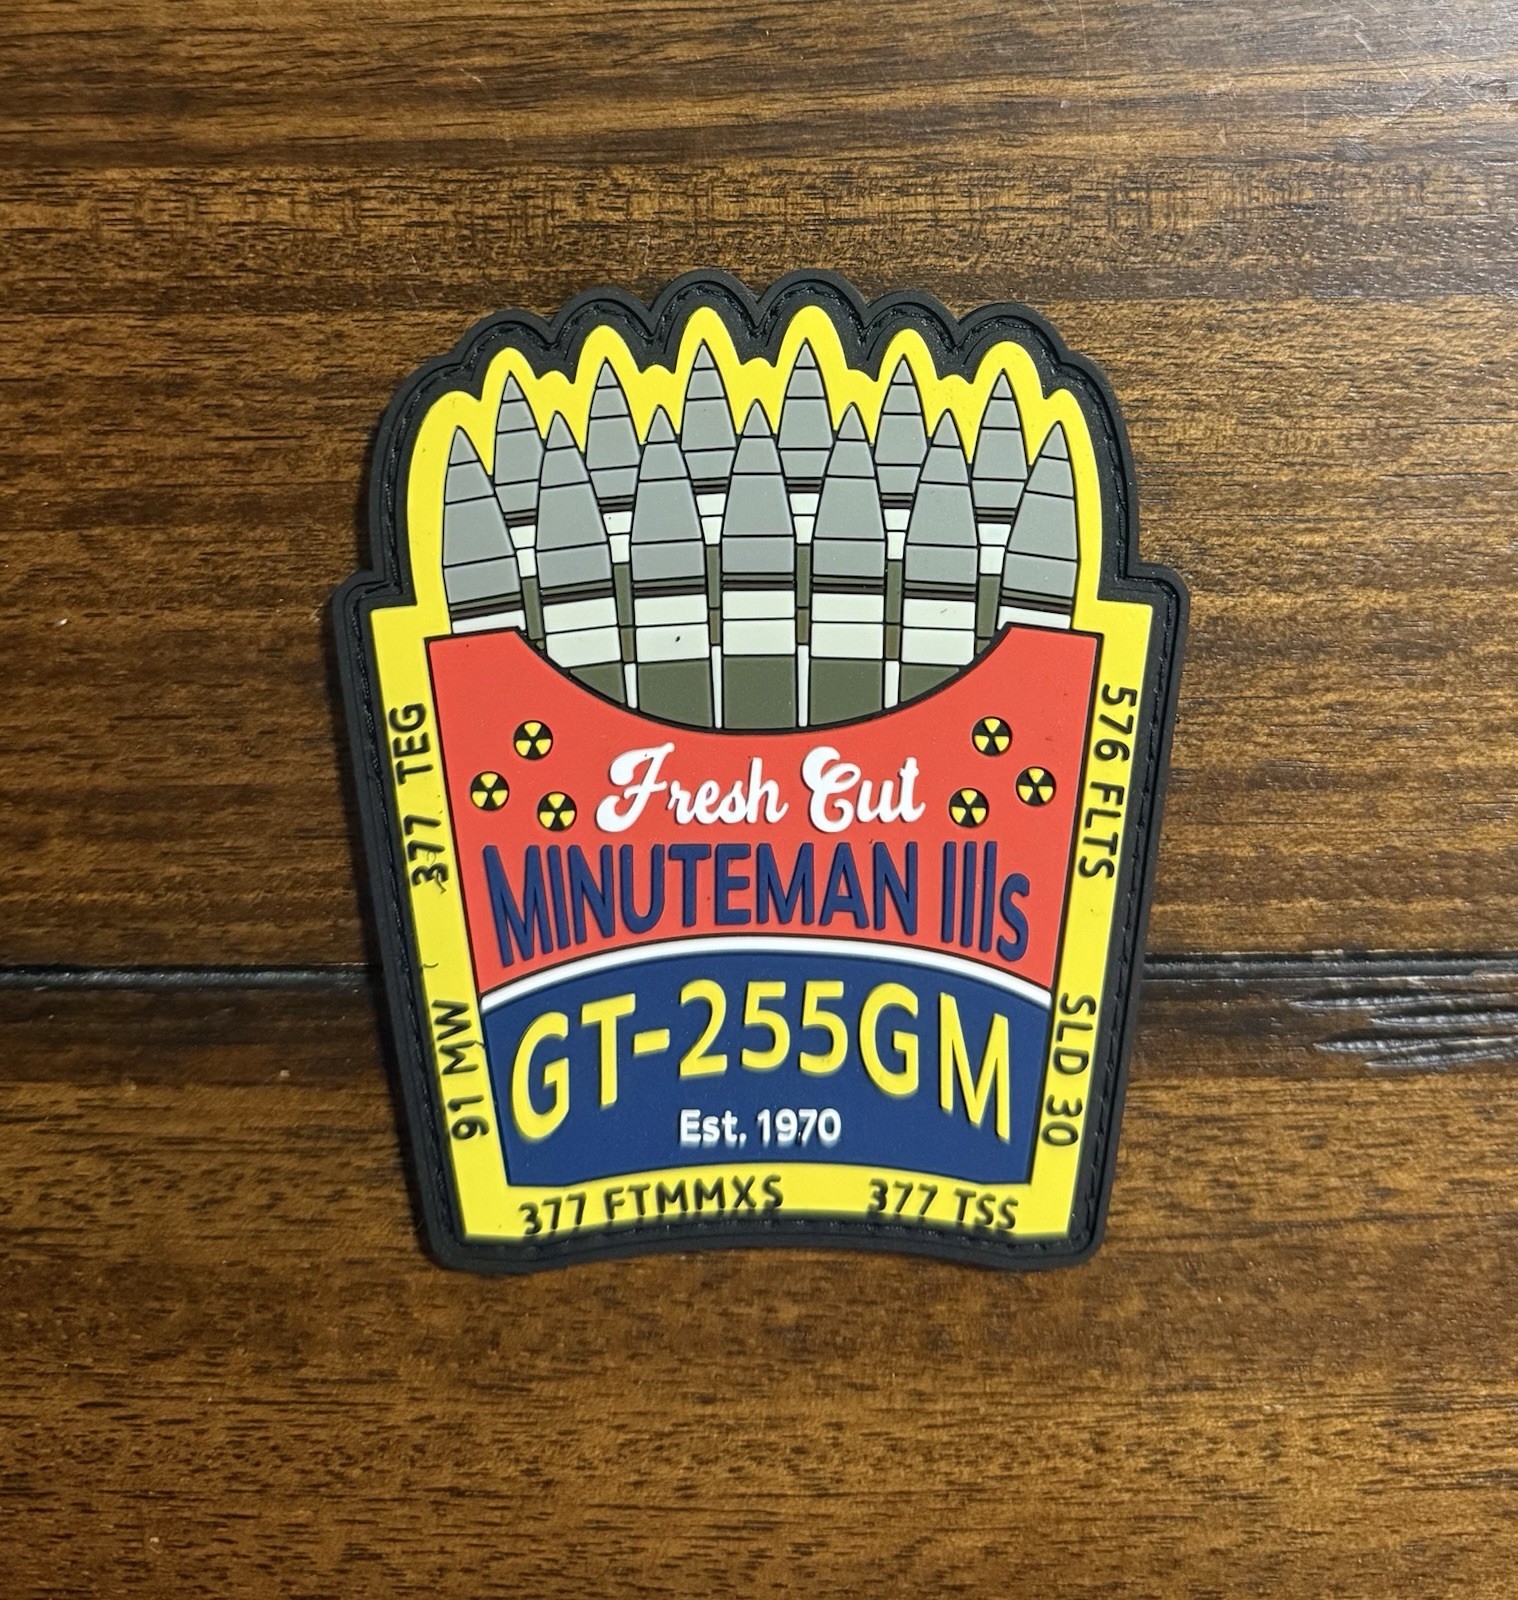 Fresh Cut
MINUTEMAN IIIs
GT-255GM
Est. 1970
377 TEG
91 MW
576 FLTS
SLD 30
377 FTMMXS
377 TSS